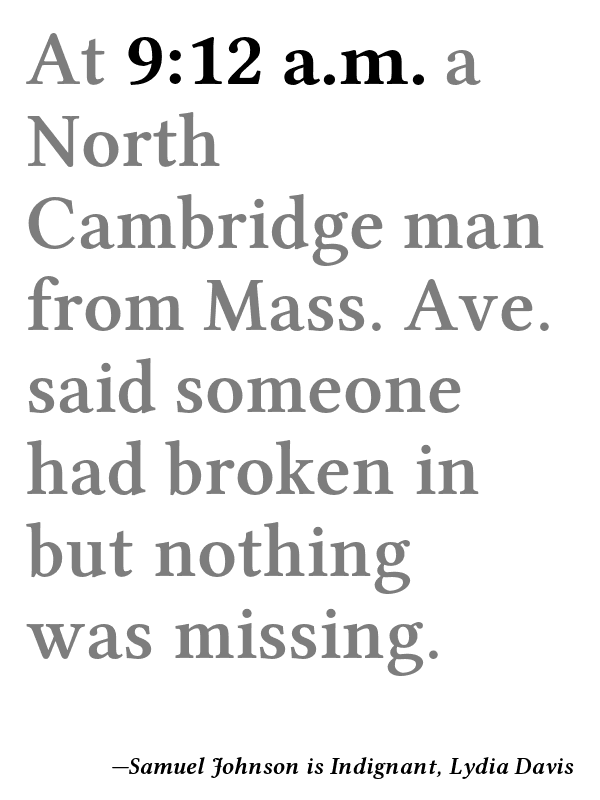 At 9:12 a.m. a
North
Cambridge man
from Mass. Ave.
said someone
had broken in
but nothing
was missing.
—Samuel Johnson is Indignant, Lydia Davis